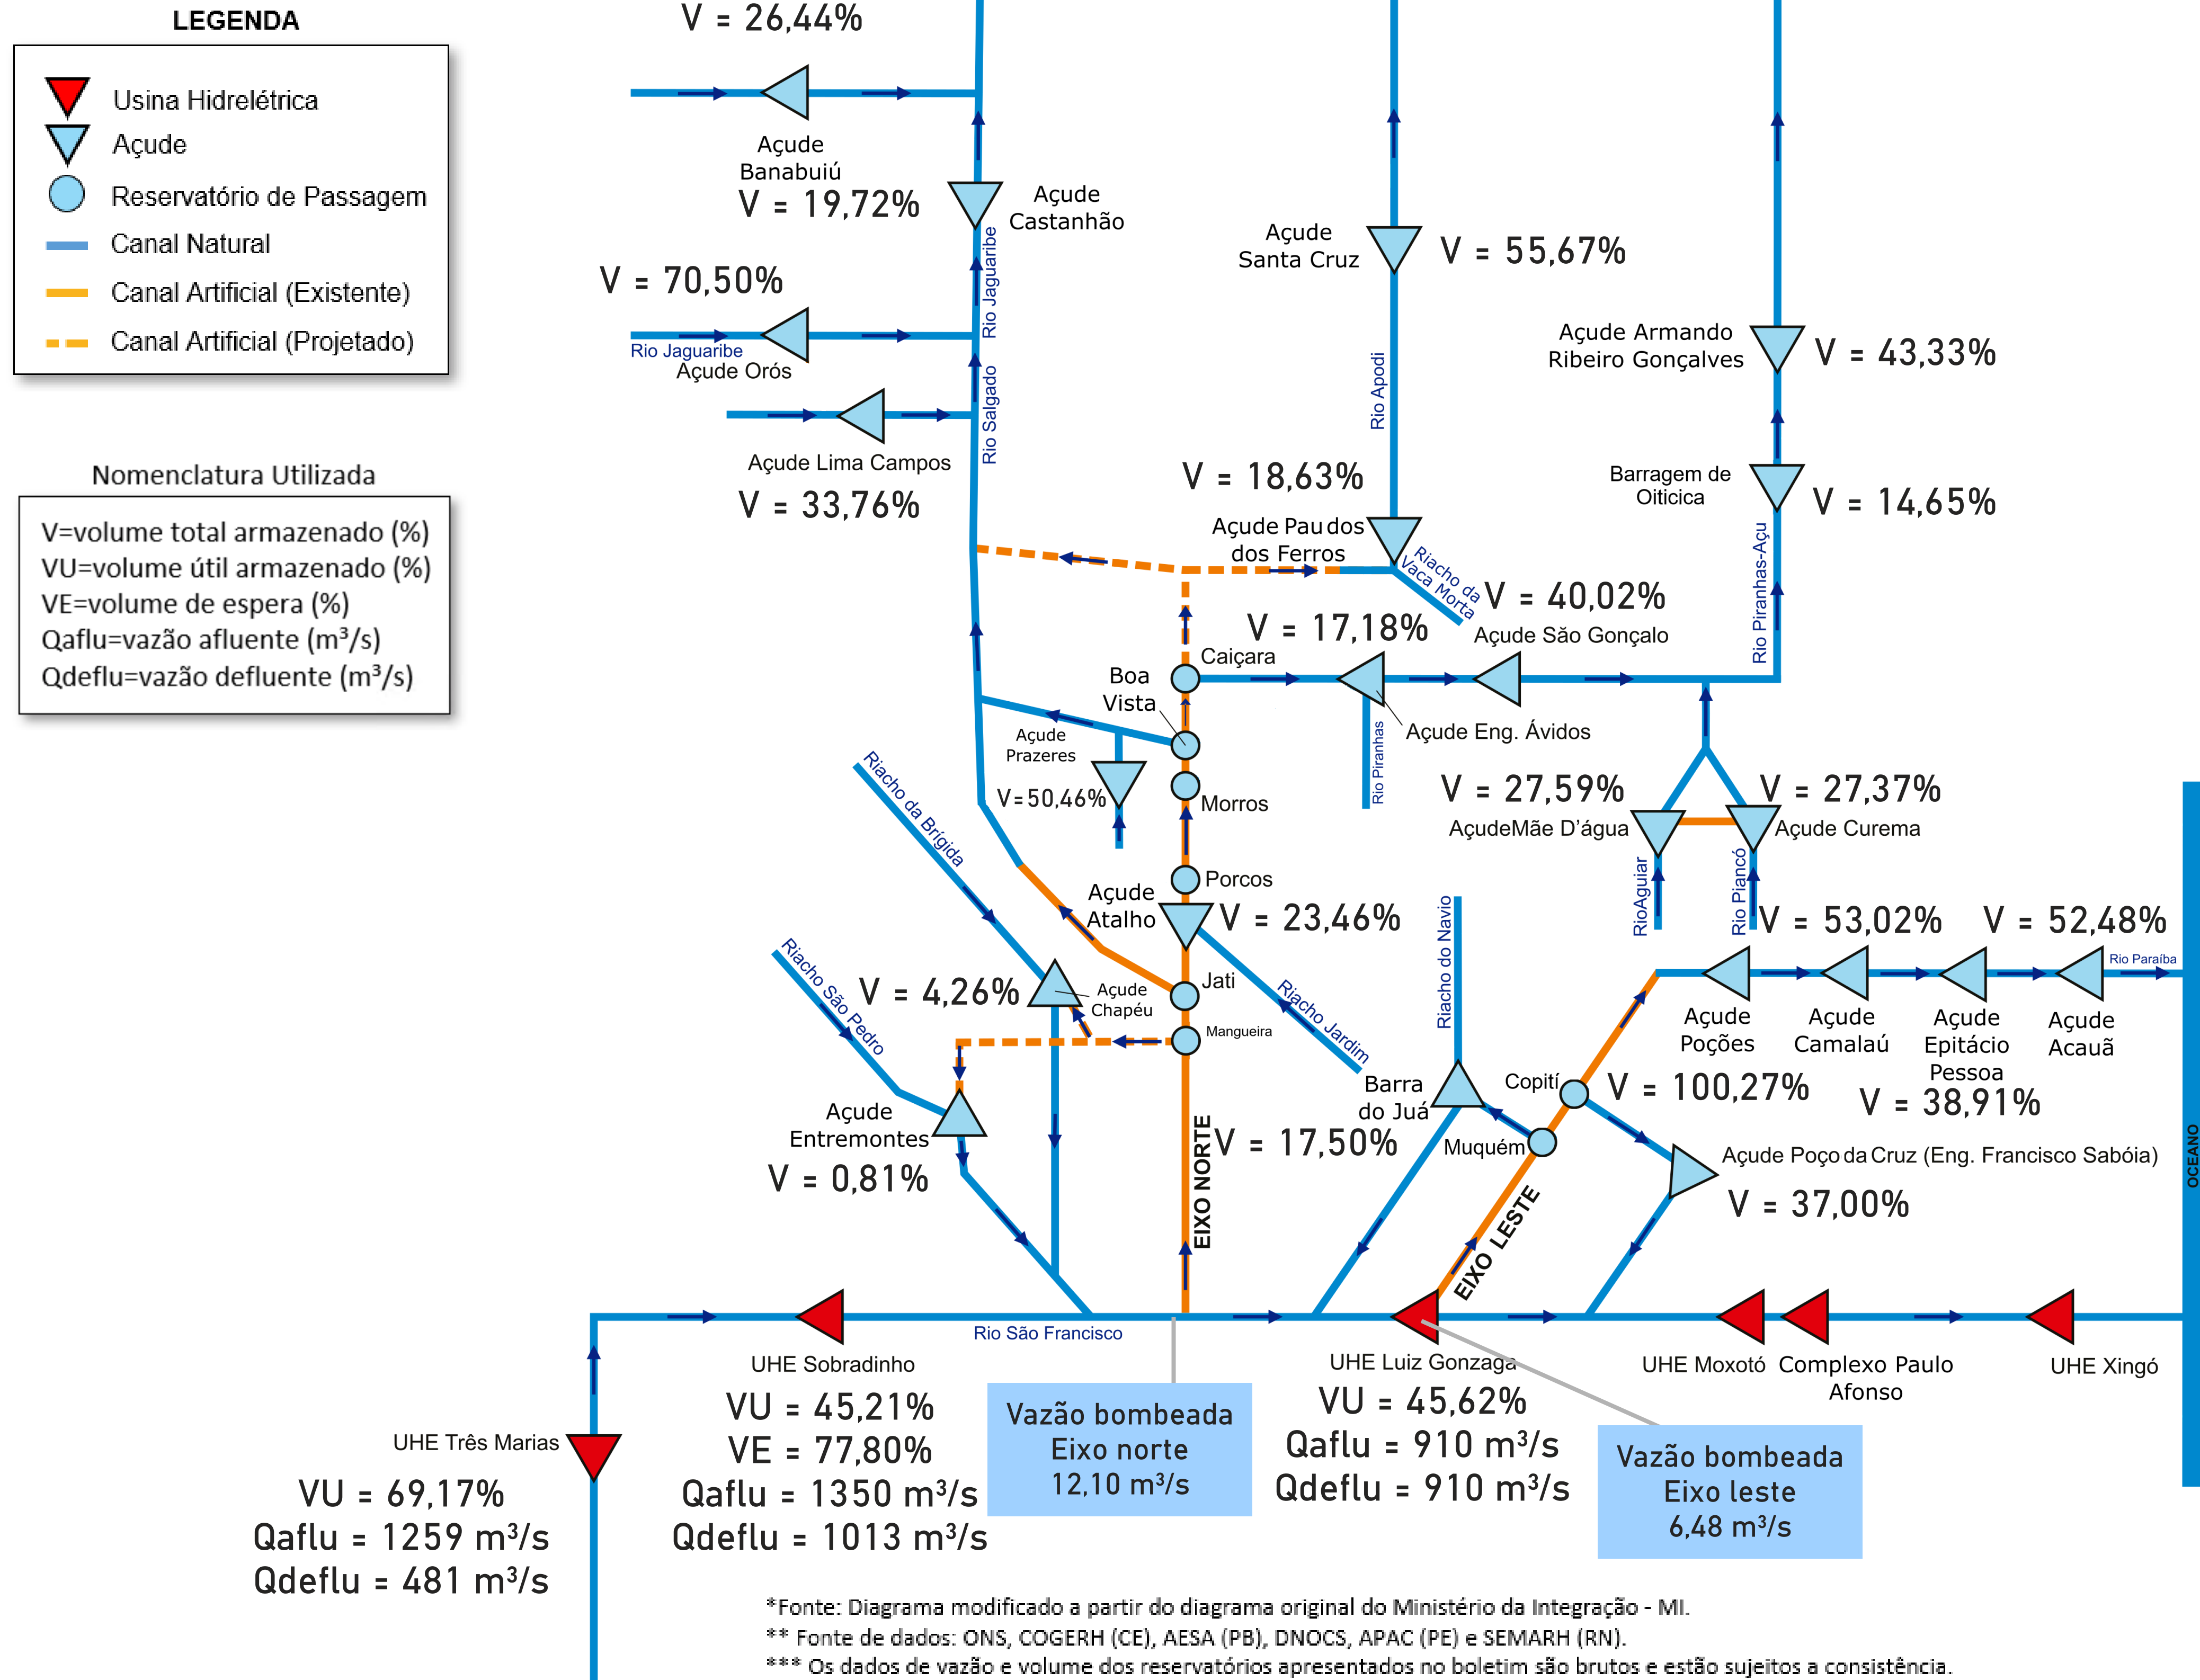 LEGENDA
Usina Hidrelétrica
Açude
Reservatório de Passagem
Canal Natural
Canal Artificial (Existente)
Canal Artificial (Projetado)
Nomenclatura Utilizada
V=volume total armazenado (%)
VU=volume útil armazenado (%)
VE=volume de espera (%)
Qaflu=vazão afluente (m³/s)
Qdeflu=vazão defluente (m³/s)
V = 26,44%
Açude
Banabuiú
V = 19,72%
Açude
Castanhão
Rio Jaguaribe
V = 70,50%
Rio Jaguaribe
Açude Orós
Rio Salgado
Açude Lima Campos
V = 33,76%
Açude
Santa Cruz
V = 55,67%
Rio Apodi
Açude Armando
Ribeiro Gonçalves
V = 43,33%
V = 18,63%
Açude Pau dos
dos Ferros
Riacho da
Vaca Morta
Barragem de
Oiticica
V = 14,65%
Rio Piranhas-Açu
V = 40,02%
Açude São Gonçalo
V = 17,18%
Caiçara
Boa
Vista
Açude Eng. Ávidos
Rio Piranhas
Açude
Prazeres
V=50,46%
Morros
Porcos
Riacho da Brígida
V = 27,59%
AçudeMãe D'água
V = 27,37%
Açude Curema
RioAguiar
Rio Piancó
Açude
Atalho
V = 23,46%
Riacho São Pedro
V = 4,26%
Açude
Chapéu
Jati
Mangueira
Riacho Jardim
Riacho do Navio
V = 53,02%
V = 52,48%
Rio Paraíba
Açude
Poções
Açude
Camalaú
Açude
Epitácio
Pessoa
Açude
Acauã
V = 100,27%
V = 38,91%
Barra
do Juá
V = 17,50%
Copití
Muquém
Açude
Entremontes
V = 0,81%
EIXO NORTE
EIXO LESTE
Açude Poço da Cruz (Eng. Francisco Sabóia)
V = 37,00%
OCEANO
Rio São Francisco
UHE Sobradinho
VU = 45,21%
VE = 77,80%
Qaflu = 1350 m³/s
Qdeflu = 1013 m³/s
UHE Três Marias
VU = 69,17%
Qaflu = 1259 m³/s
Qdeflu = 481 m³/s
Vazão bombeada
Eixo norte
12,10 m³/s
UHE Luiz Gonzaga
VU = 45,62%
Qaflu = 910 m³/s
Qdeflu = 910 m³/s
Vazão bombeada
Eixo leste
6,48 m³/s
UHE Moxotó
Complexo Paulo
Afonso
UHE Xingó
*Fonte: Diagrama modificado a partir do diagrama original do Ministério da Integração - MI.
** Fonte de dados: ONS, COGERH (CE), AESA (PB), DNOCS, APAC (PE) e SEMARH (RN).
*** Os dados de vazão e volume dos reservatórios apresentados no boletim são brutos e estão sujeitos a consistência.